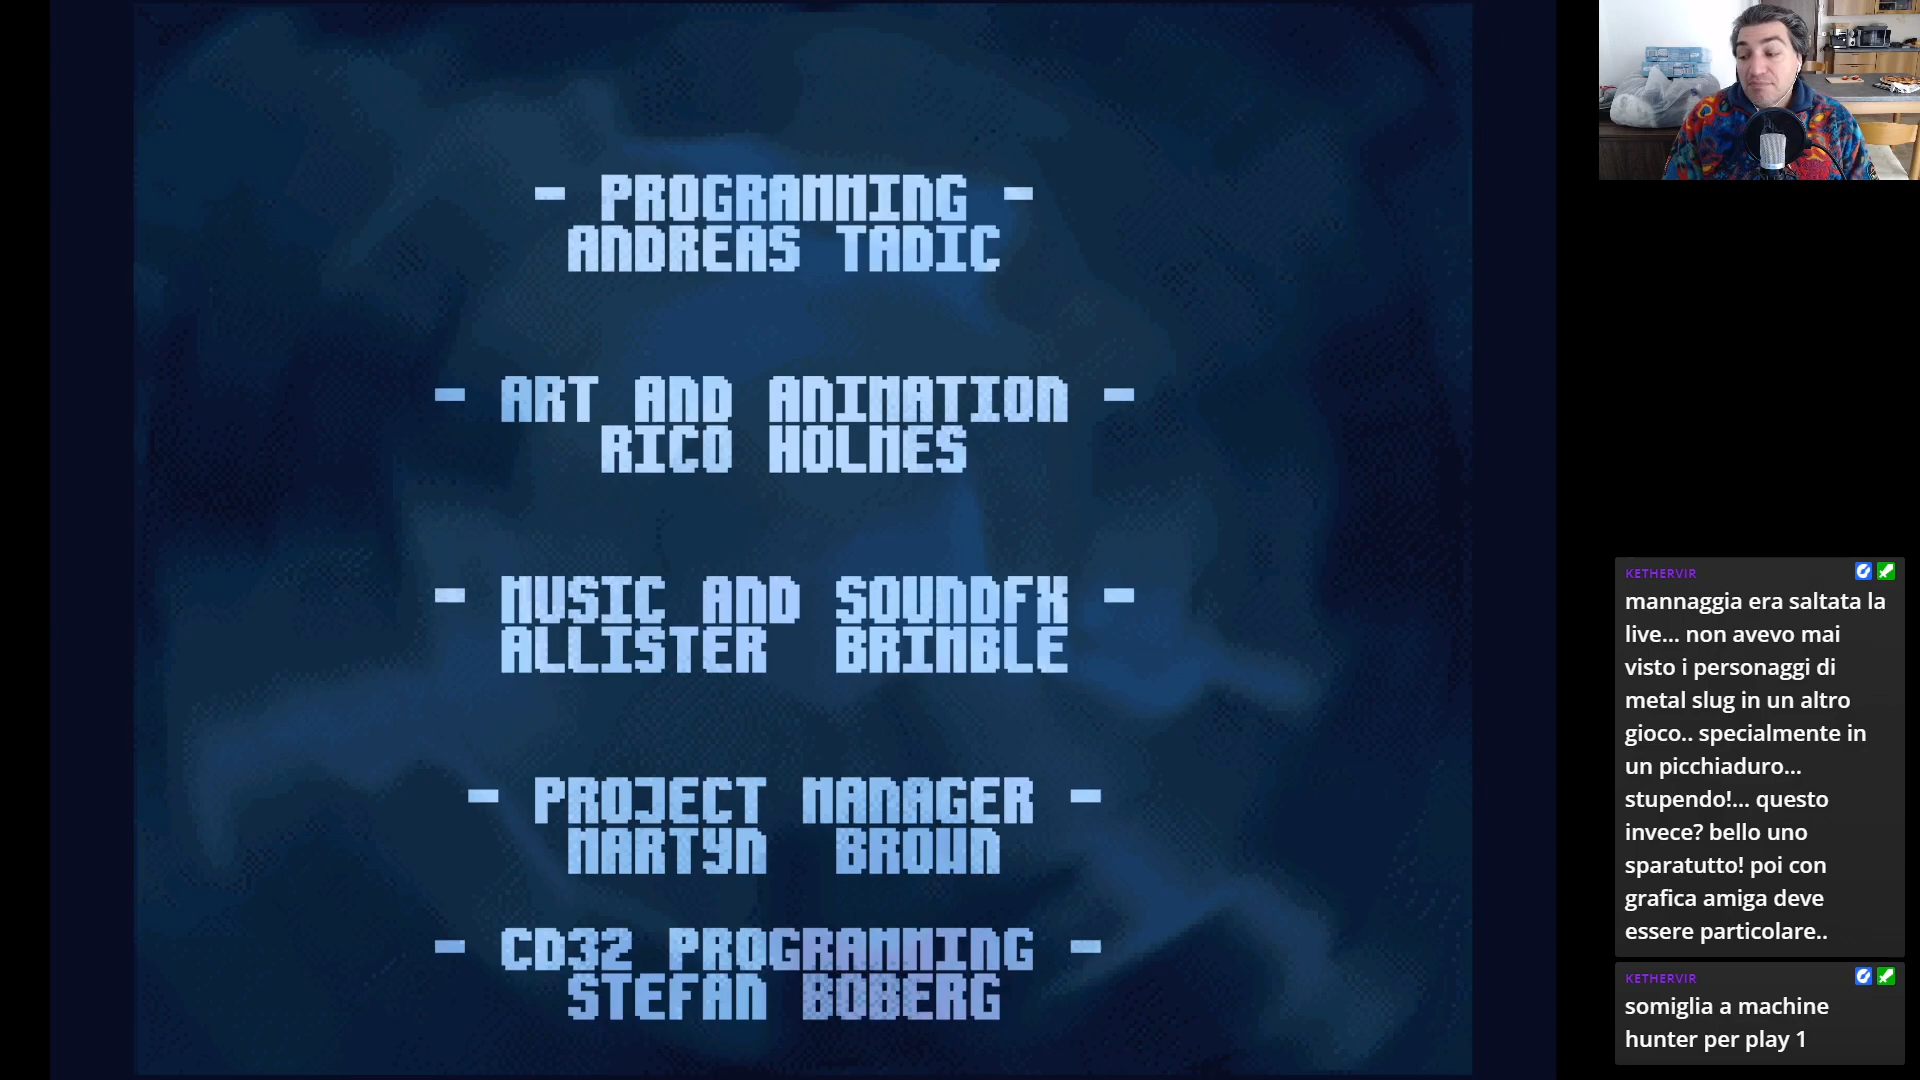 - PROGRAMMING -
ANDREAS TADIC
- ART AND ANIMATION -
RICO HOLMES
- MUSIC AND SOUNDFX -
ALLISTER BRIMBLE
- PROJECT MANAGER -
MARTYN BROWN
- CD32 PROGRAMMING -
STEFAN BOBERG
KETHERVIR
mannaggia era saltata la
live... non avevo mai
visto i personaggi di
metal slug in un altro
gioco.. specialmente in
un picchiaduro...
stupendo!... questo
invece? bello uno
sparatutto! poi con
grafica amiga deve
essere particolare..
KETHERVIR
somiglia a machine
hunter per play 1